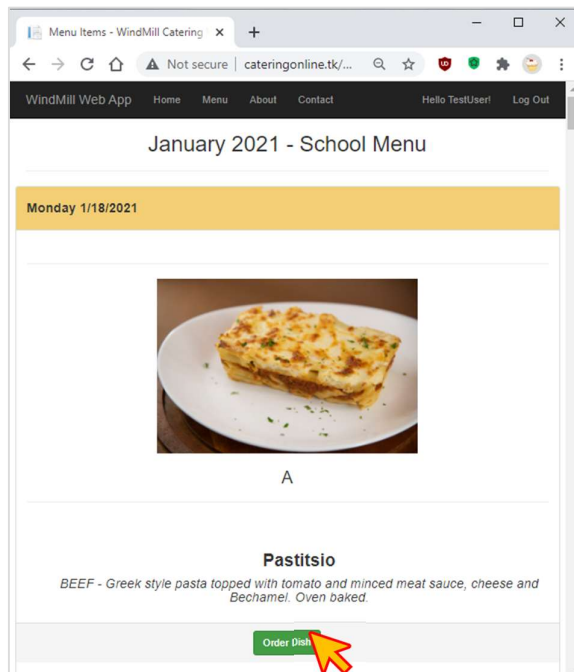 Menu Items - WindMill Catering
Not secure | cateringonline.tk/...
WindMill Web App Home Menu About Contact Hello TestUser! Log Out
January 2021 - School Menu
Monday 1/18/2021
A
Pastitsio
BEEF - Greek style pasta topped with tomato and minced meat sauce, cheese and
Bechamel. Oven baked.
Order Dish